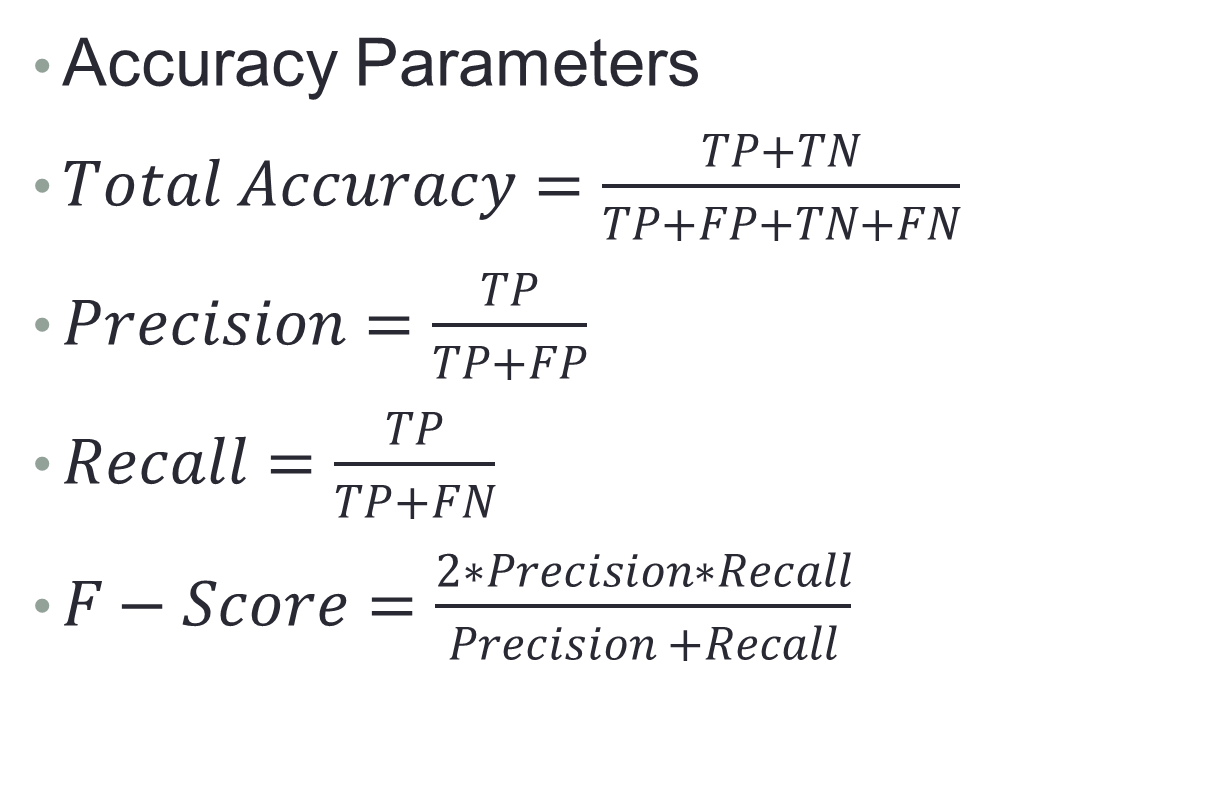 • Accuracy Parameters
• Total Accuracy = TP+TN / TP+FP+TN+FN
• Precision = TP / TP+FP
• Recall = TP / TP+FN
• F − Score = 2∗Precision∗Recall / Precision +Recall